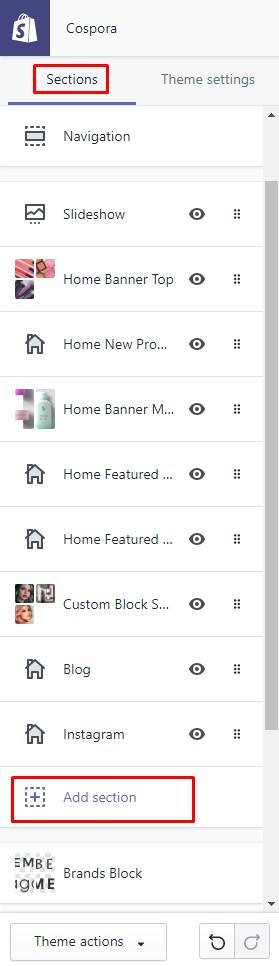 Cospora
Sections Theme settings
Navigation
Slideshow
Home Banner Top
Home New Pro...
Home Banner M...
Home Featured ...
Home Featured ...
Custom Block S...
Blog
Instagram
Add section
Brands Block
Theme actions